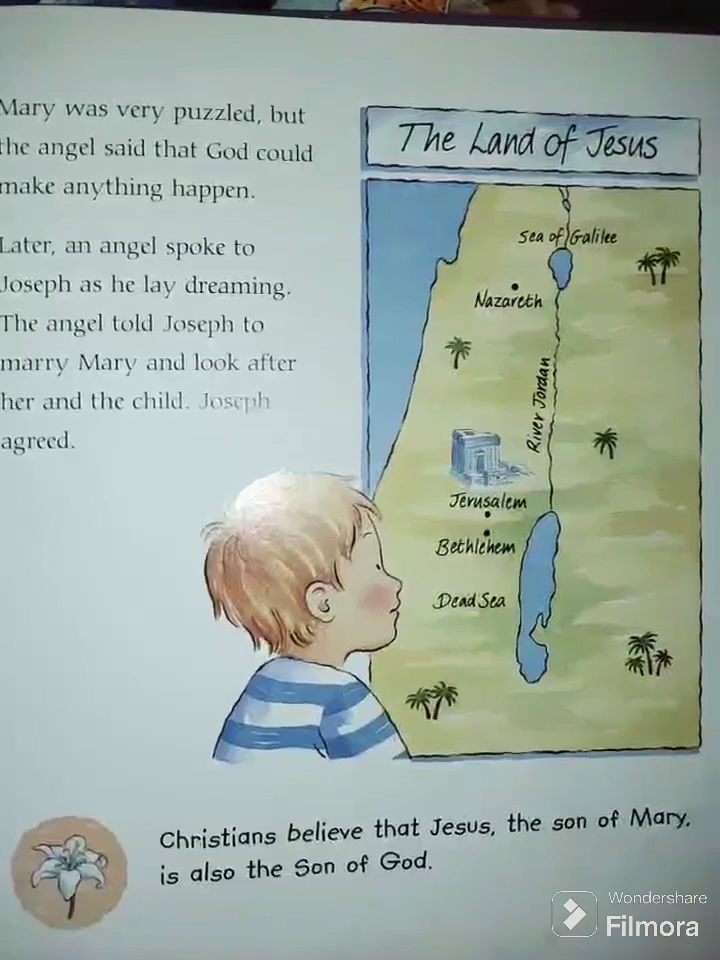 Mary was very puzzled, but
the angel said that God could
make anything happen.
Later, an angel spoke to
Joseph as he lay dreaming.
The angel told Joseph to
marry Mary and look after
her and the child. Joseph
agreed.
The Land of Jesus
Sea of Galilee
Nazareth
River Jordan
Jerusalem
Bethlehem
Dead Sea
Christians believe that Jesus, the son of Mary,
is also the Son of God.
Wondershare
Filmora